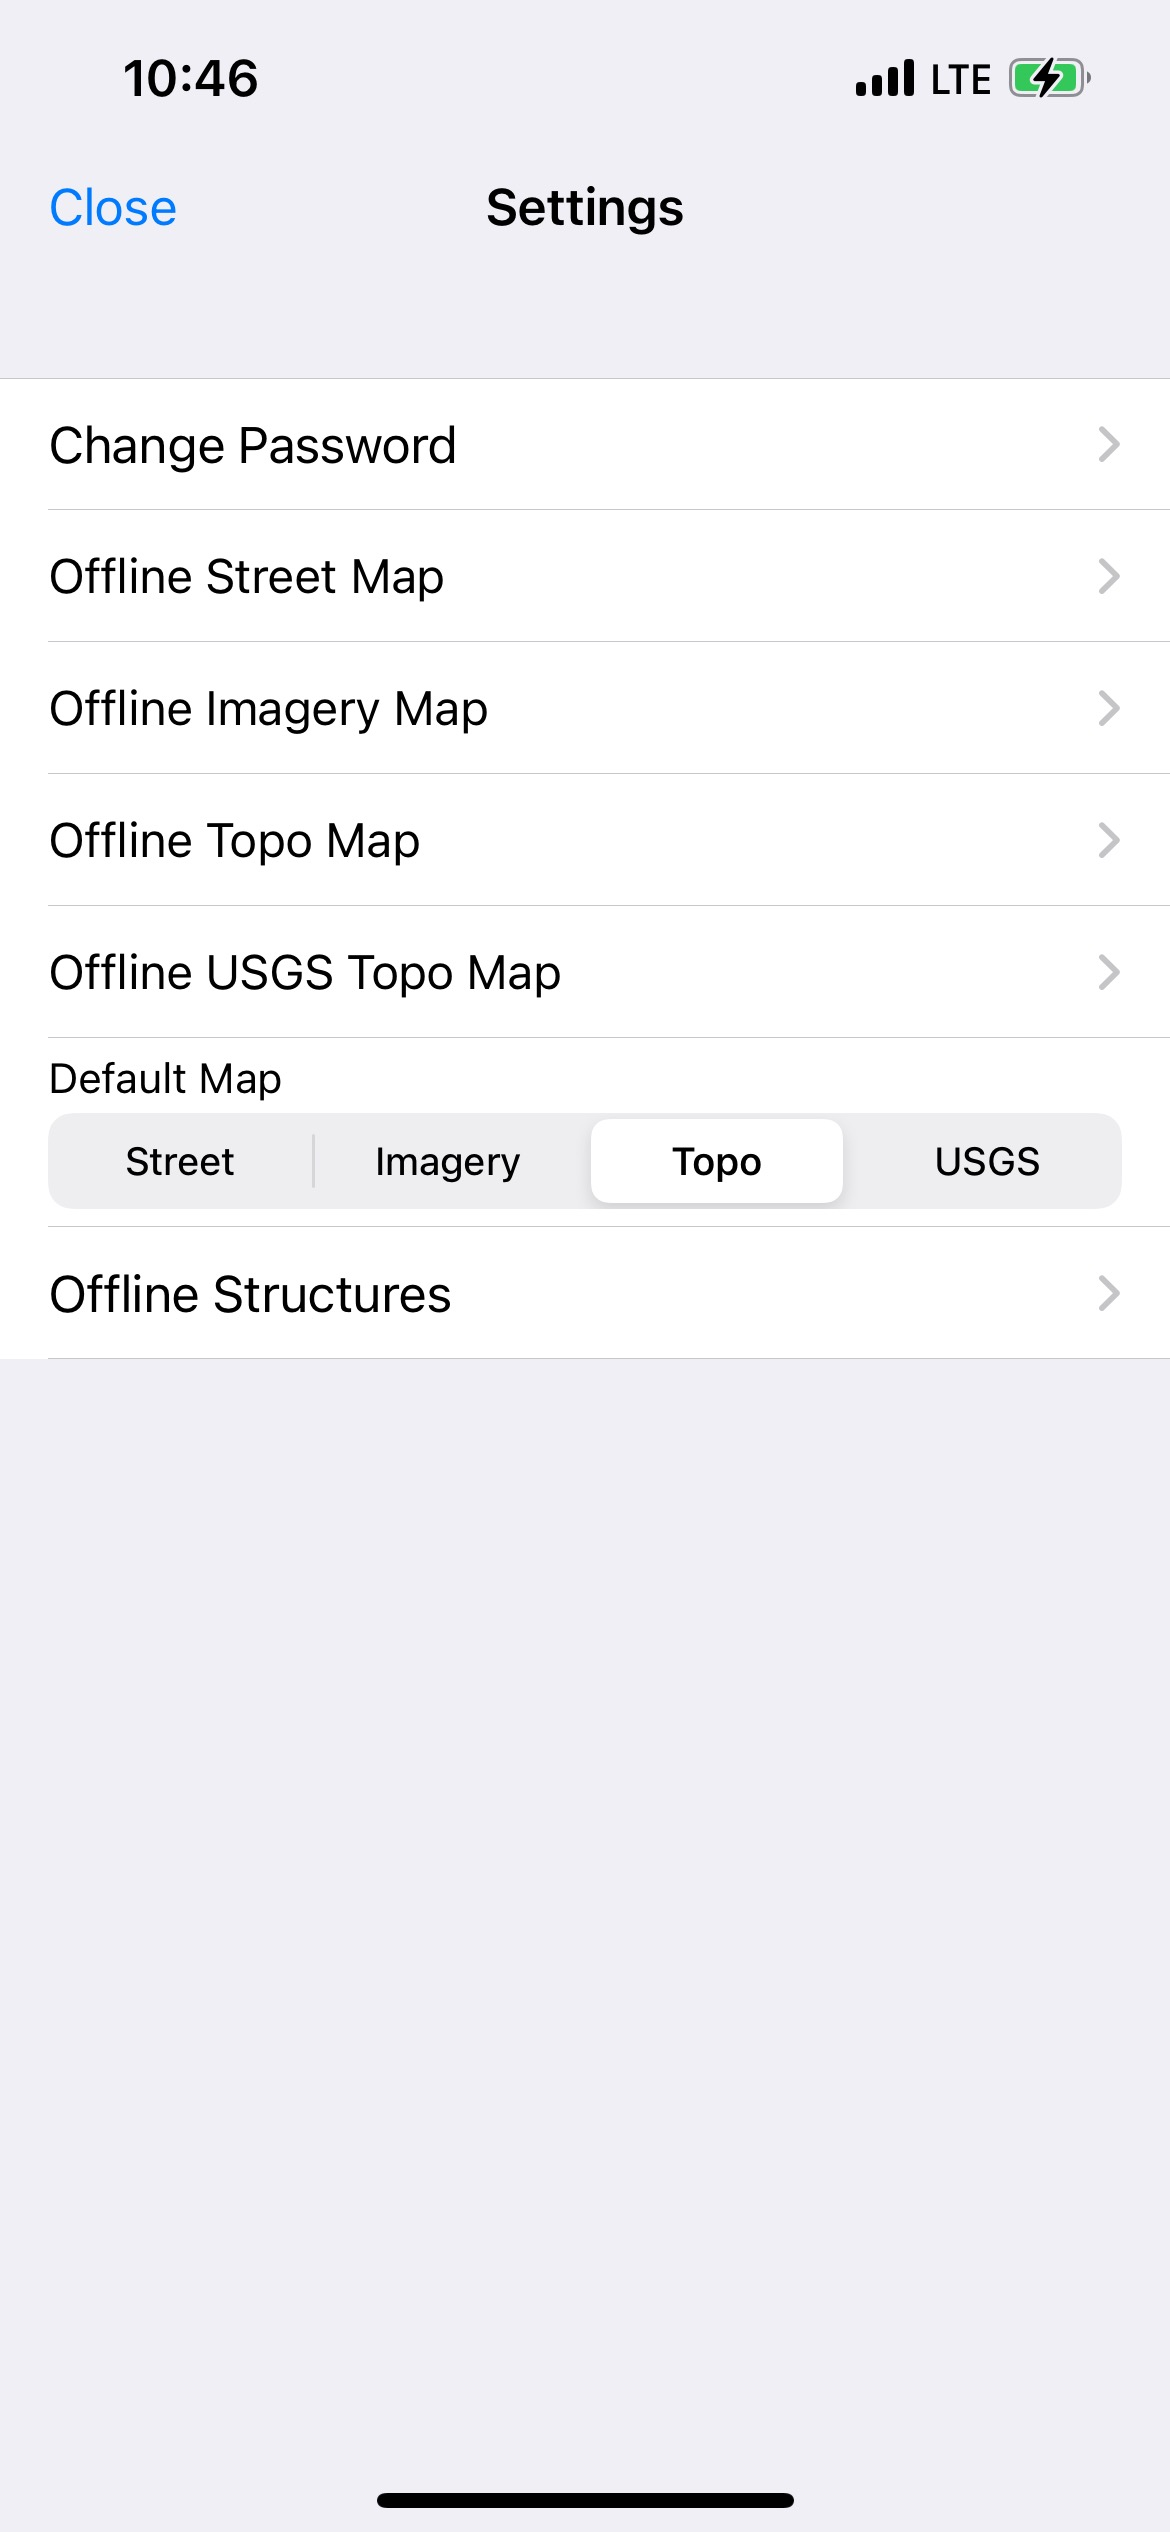 10:46 LTE
Close Settings
Change Password
Offline Street Map
Offline Imagery Map
Offline Topo Map
Offline USGS Topo Map
Default Map
Street Imagery Topo USGS
Offline Structures